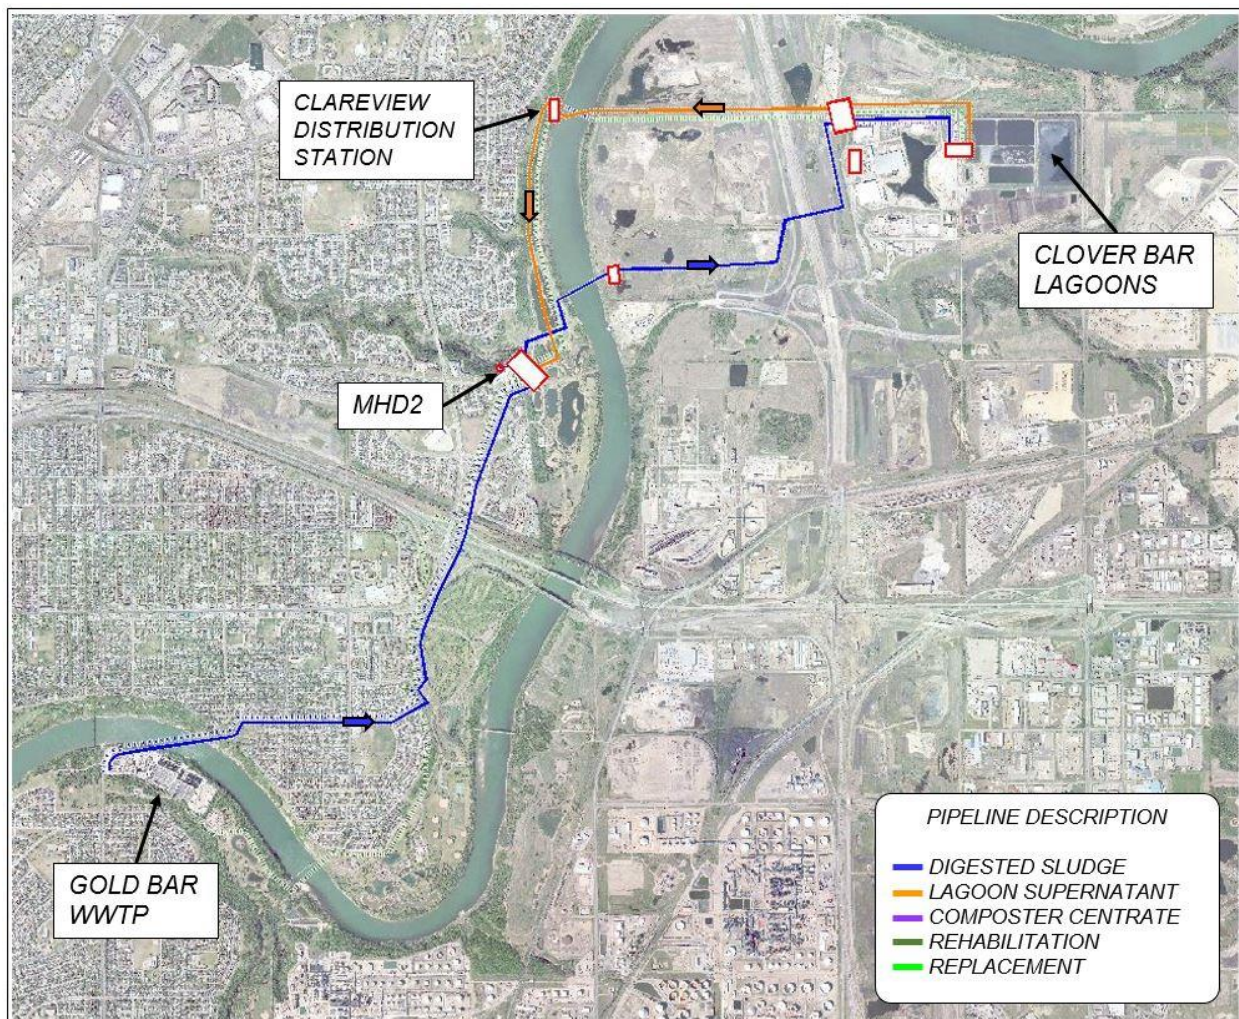 CLAREVIEW
DISTRIBUTION
STATION
CLOVER BAR
LAGOONS
MHD2
GOLD BAR
WWTP
PIPELINE DESCRIPTION
DIGESTED SLUDGE
LAGOON SUPERNATANT
COMPOSTER CENTRATE
REHABILITATION
REPLACEMENT